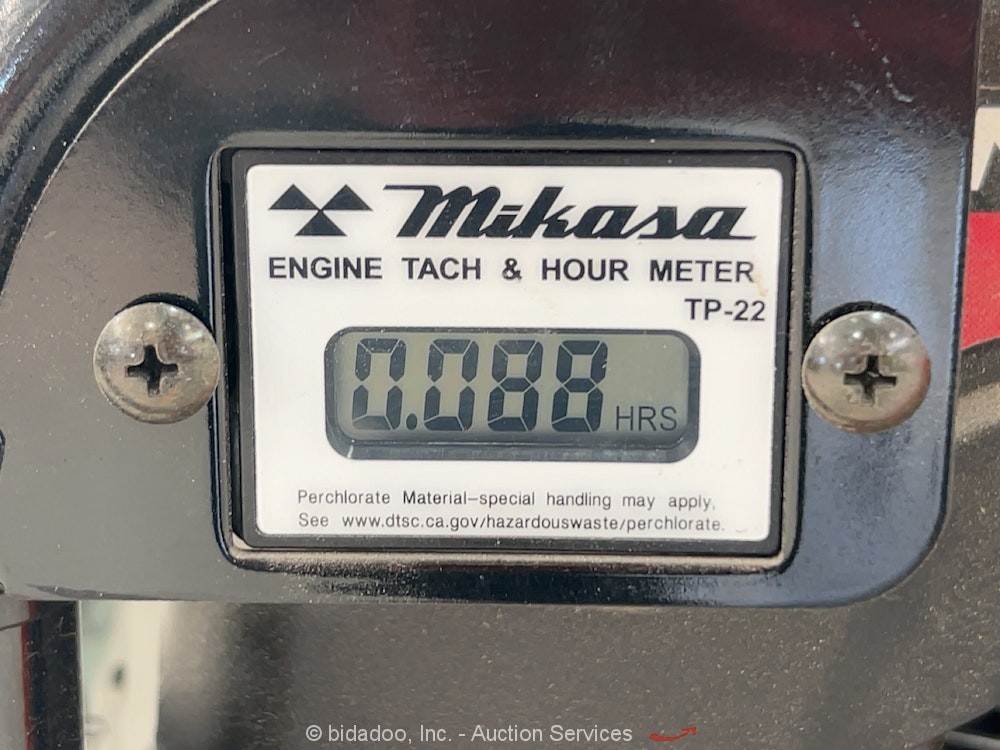 Mikasa
ENGINE TACH & HOUR METER
TP-22
0.088 HRS
Perchlorate Material-special handling may apply,
See www.dtsc.ca.gov/hazardouswaste/perchlorate.
© bidadoo, Inc. - Auction Services